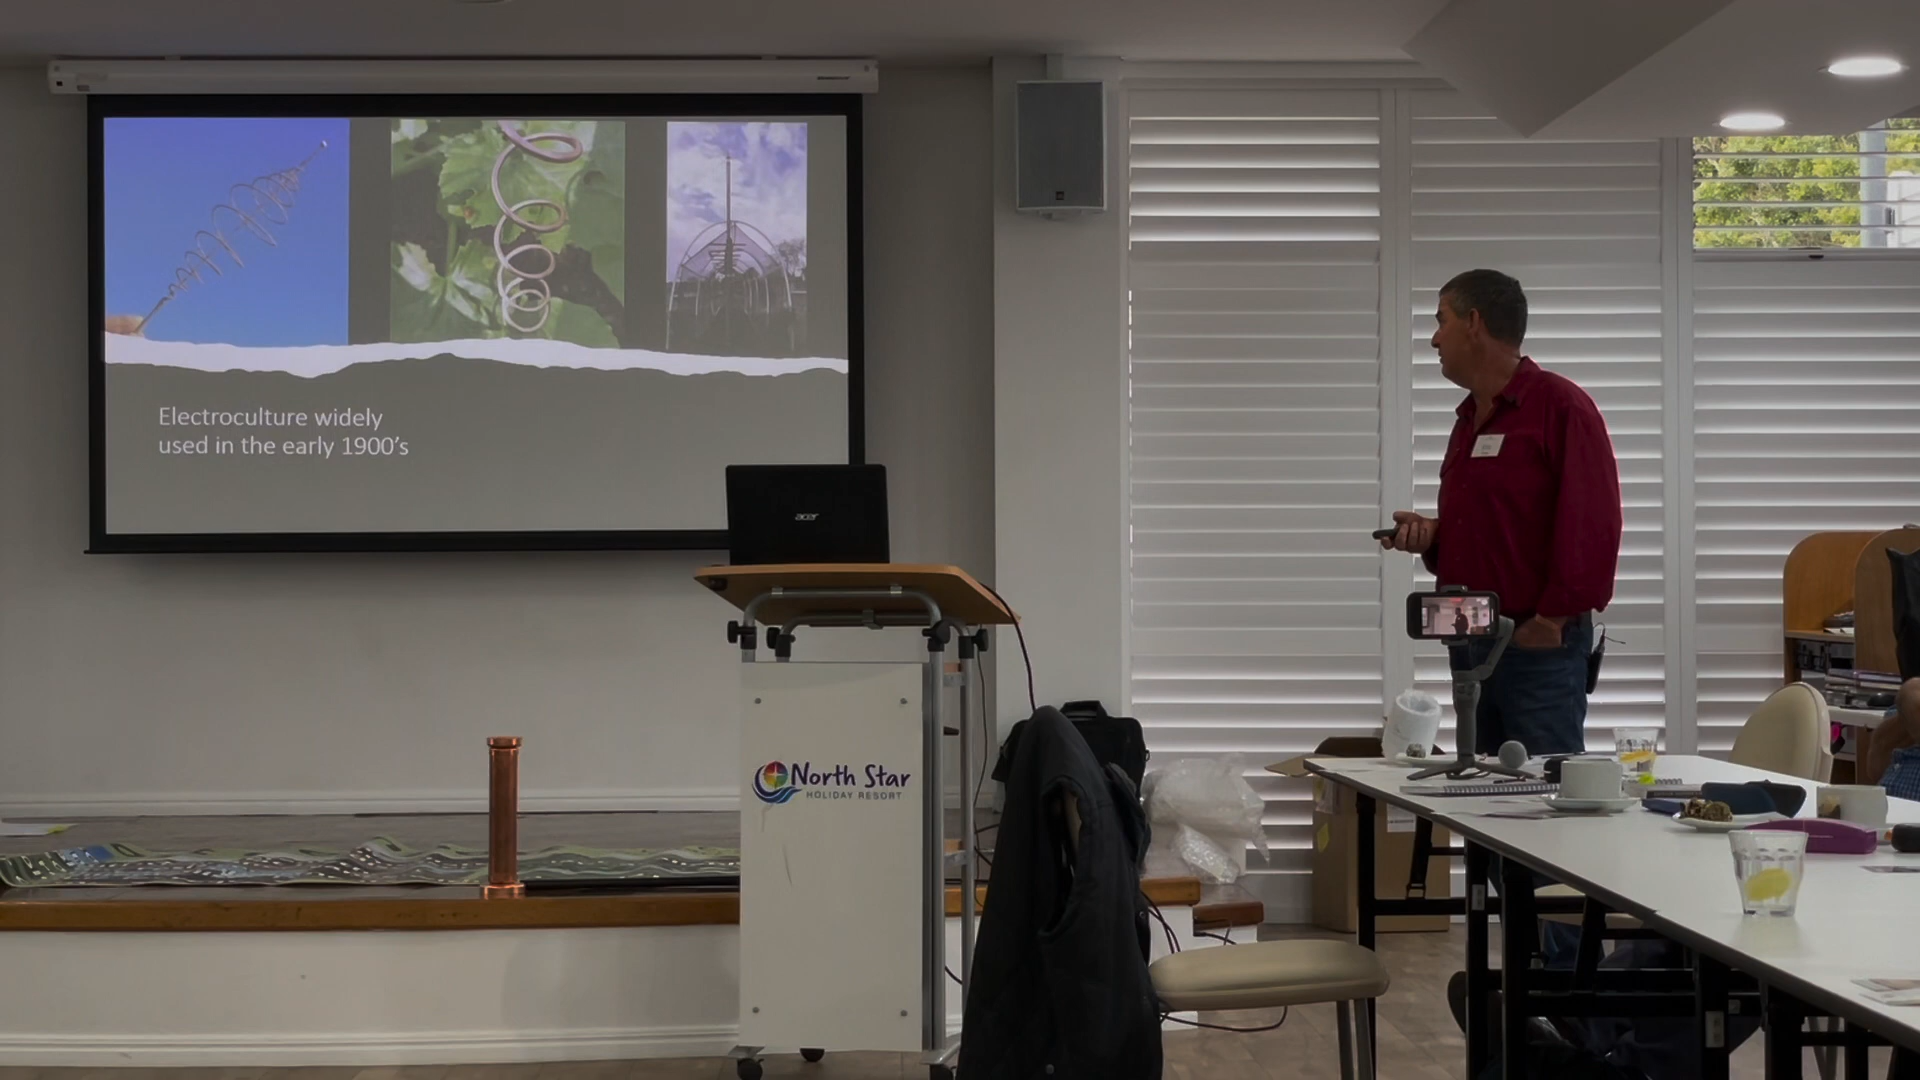 Electroculture widely
used in the early 1900's
acer
North Star
HOLIDAY RESORT